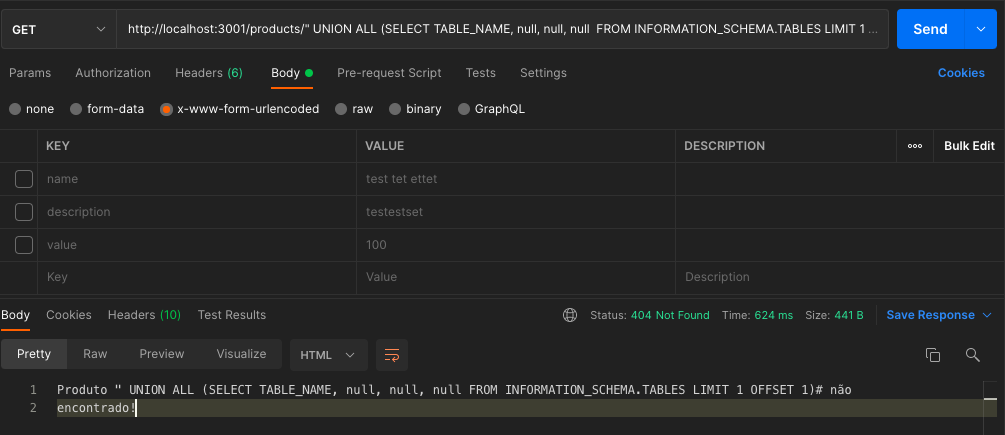 GET http://localhost:3001/products/" UNION ALL (SELECT TABLE_NAME, null, null, null FROM INFORMATION_SCHEMA.TABLES LIMIT 1 ... Send
Params Authorization Headers (6) Body Pre-request Script Tests Settings Cookies
none form-data x-www-form-urlencoded raw binary GraphQL
KEY VALUE DESCRIPTION ooo Bulk Edit
name test tet ettet
description testestset
value 100
Key Value Description
Body Cookies Headers (10) Test Results Status: 404 Not Found Time: 624 ms Size: 441 B Save Response
Pretty Raw Preview Visualize HTML
1 Produto " UNION ALL (SELECT TABLE_NAME, null, null, null FROM INFORMATION_SCHEMA.TABLES LIMIT 1 OFFSET 1)# não
2 encontrado!